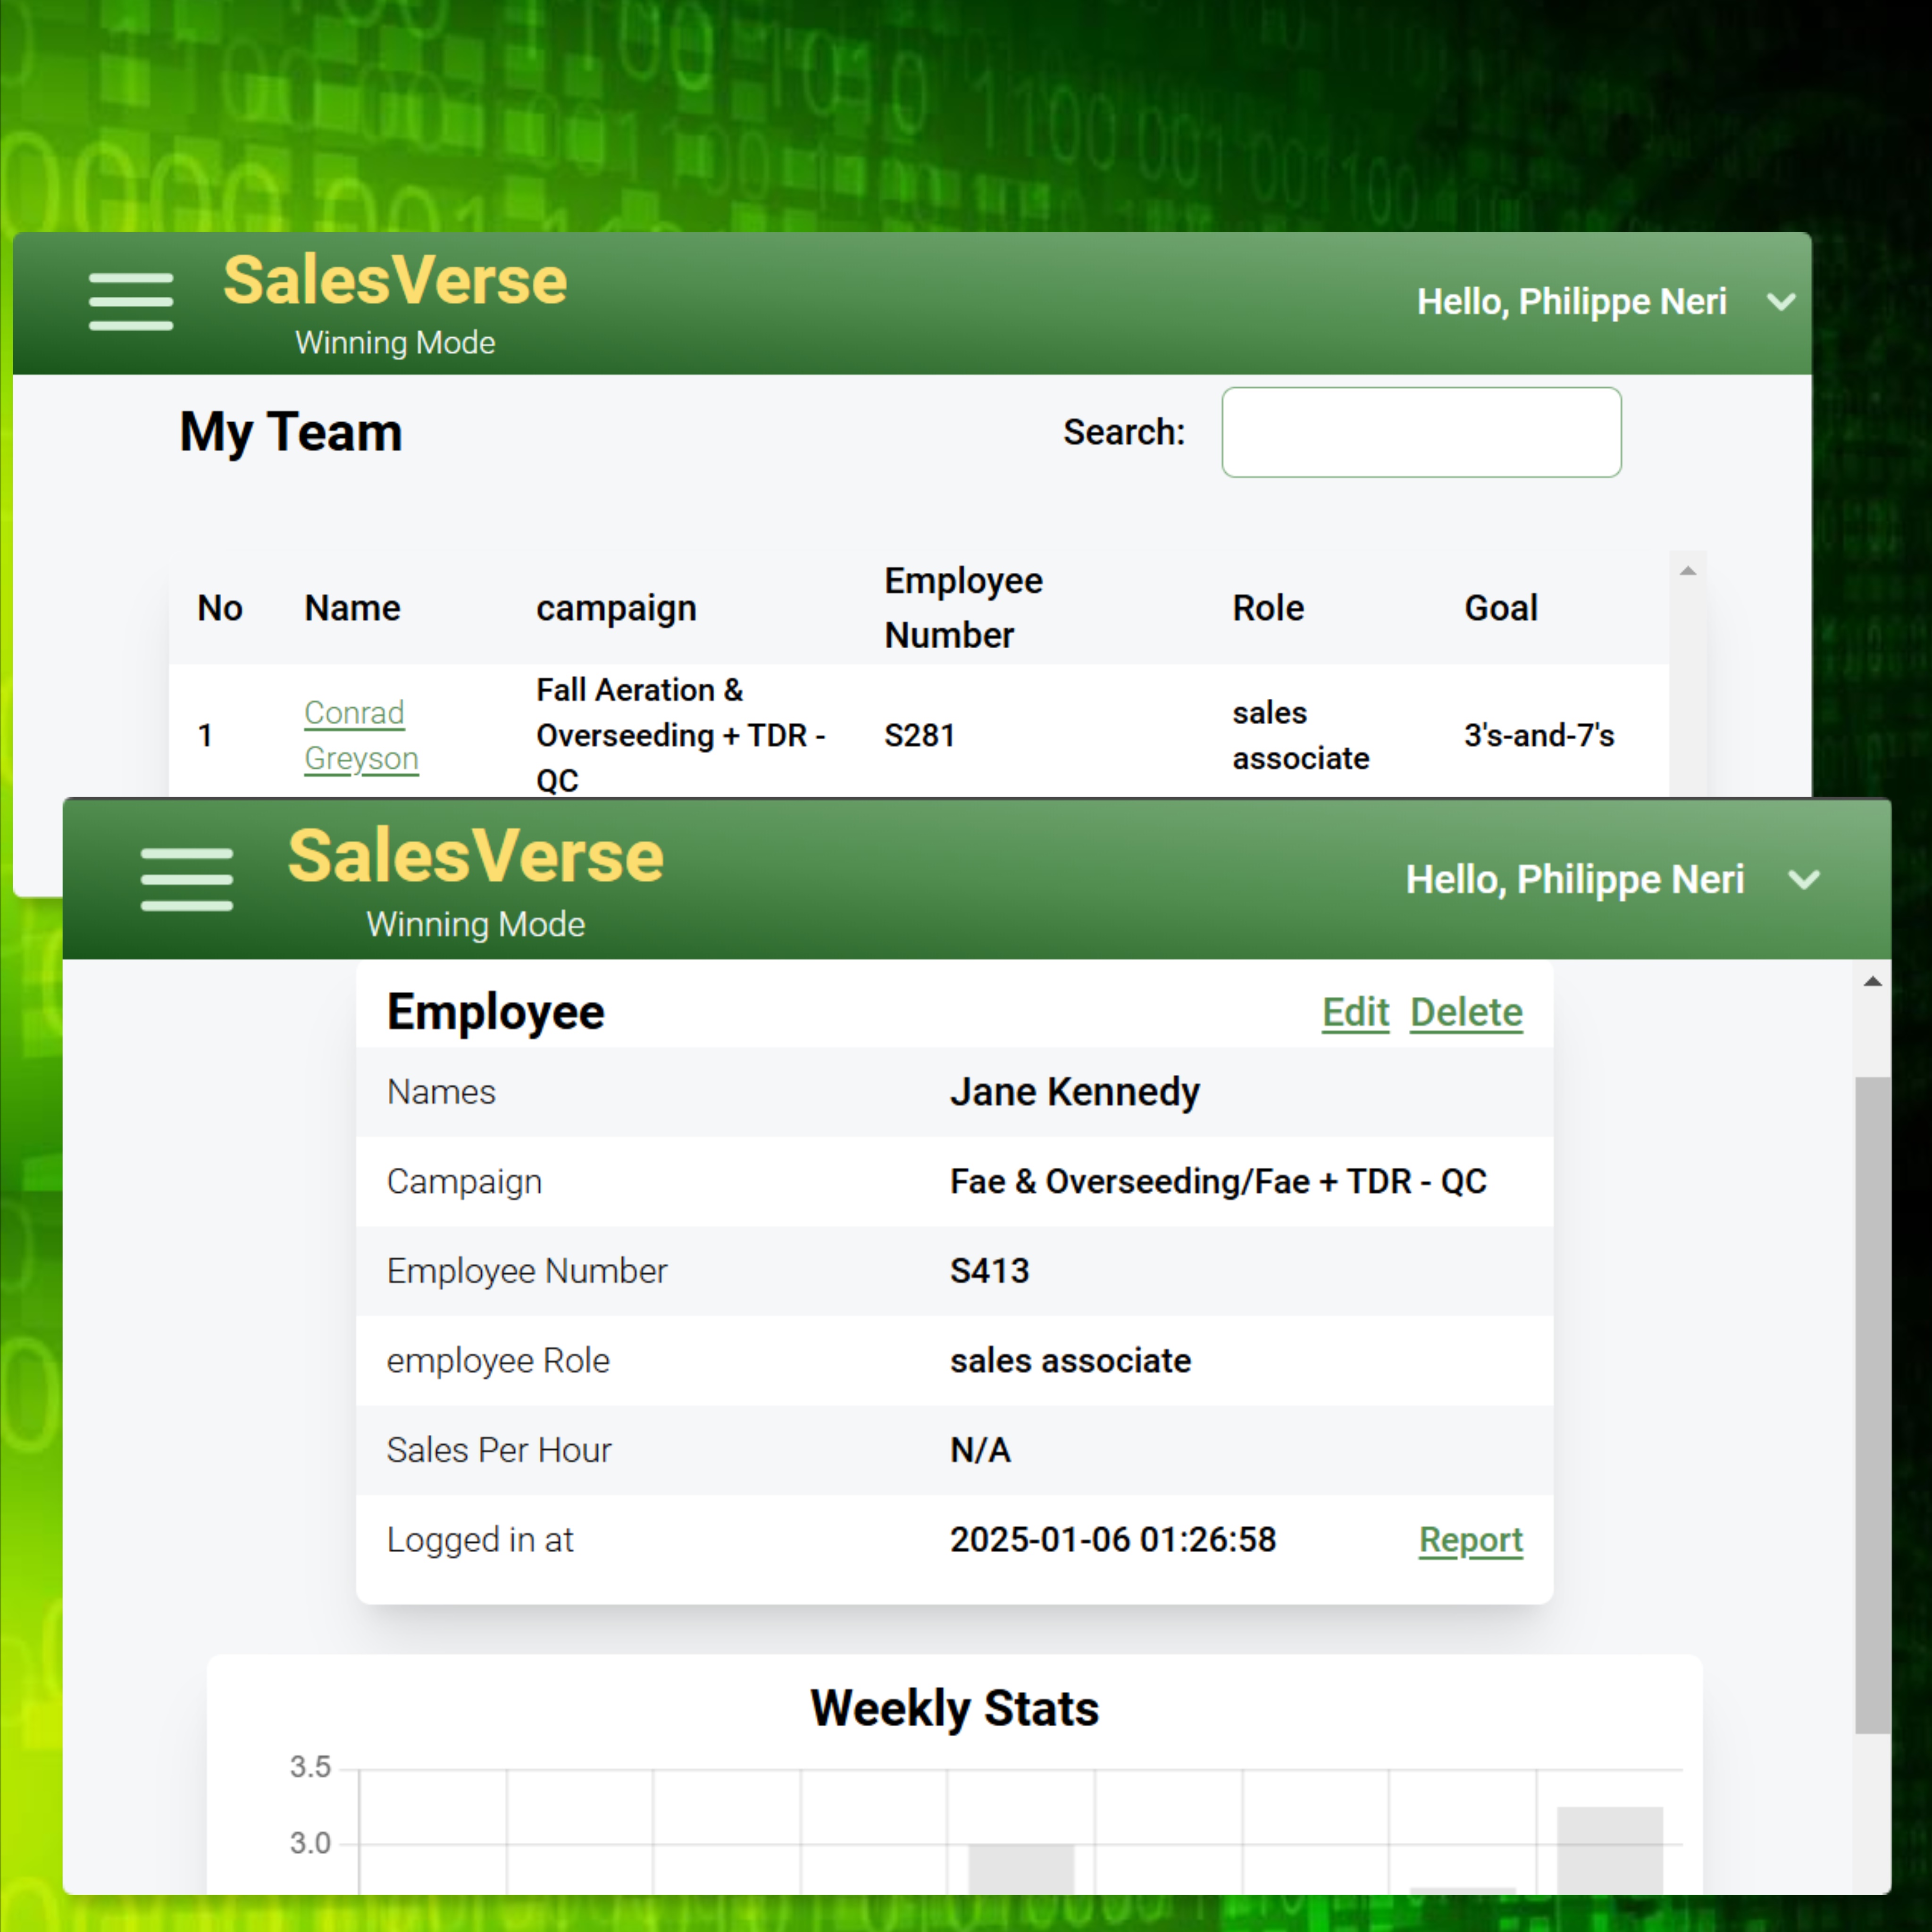 SalesVerse
Winning Mode
Hello, Philippe Neri
My Team
Search:
No Name campaign Employee Number Role Goal
1 Conrad Greyson Fall Aeration & Overseeding + TDR - QC S281 sales associate 3's-and-7's
SalesVerse
Winning Mode
Hello, Philippe Neri
Employee Edit Delete
Names Jane Kennedy
Campaign Fae & Overseeding/Fae + TDR - QC
Employee Number S413
employee Role sales associate
Sales Per Hour N/A
Logged in at 2025-01-06 01:26:58 Report
Weekly Stats
3.5
3.0